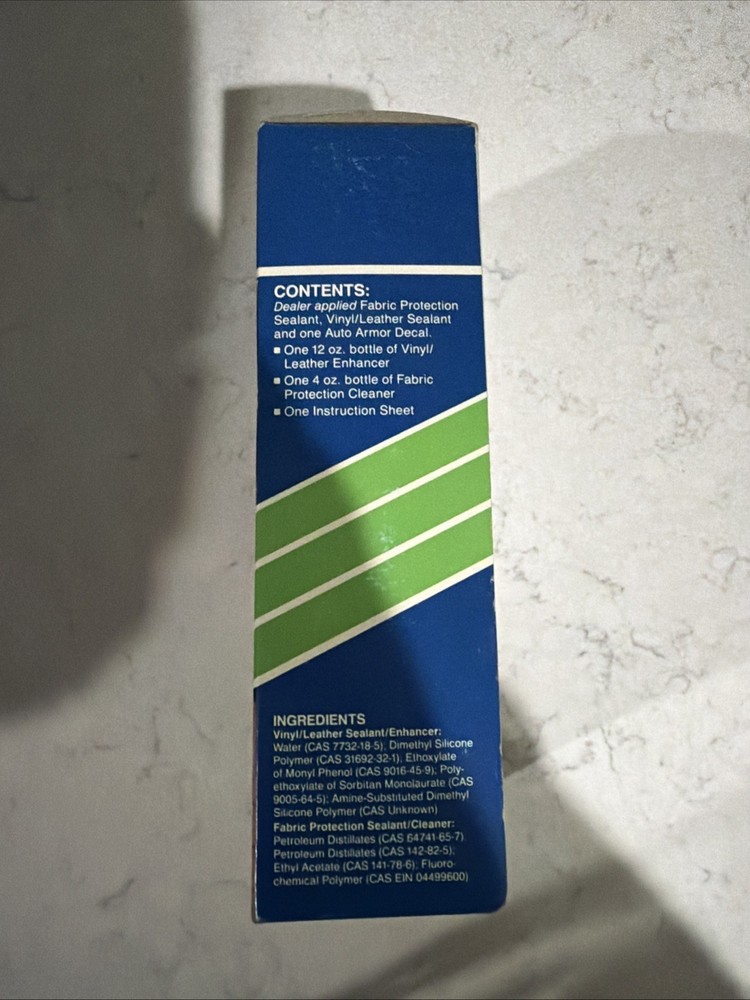 CONTENTS:
Dealer applied Fabric Protection
Sealant, Vinyl/Leather Sealant
and one Auto Armor Decal.
■ One 12 oz. bottle of Vinyl/
Leather Enhancer
■ One 4 oz. bottle of Fabric
Protection Cleaner
■ One Instruction Sheet
INGREDIENTS
Vinyl/Leather Sealant/Enhancer:
Water (CAS 7732-18-5); Dimethyl Silicone
Polymer (CAS 31692-32-1); Ethoxylate
of Monyl Phenol (CAS 9016-45-9); Poly-
ethoxylate of Sorbitan Monolaurate (CAS
9005-64-5); Amine-Substituted Dimethyl
Silicone Polymer (CAS Unknown)
Fabric Protection Sealant/Cleaner:
Petroleum Distillates (CAS 64741-65-7)
Petroleum Distillates (CAS 142-82-5);
Ethyl Acetate (CAS 141-78-6); Fluoro-
chemical Polymer (CAS EIN 04499600)